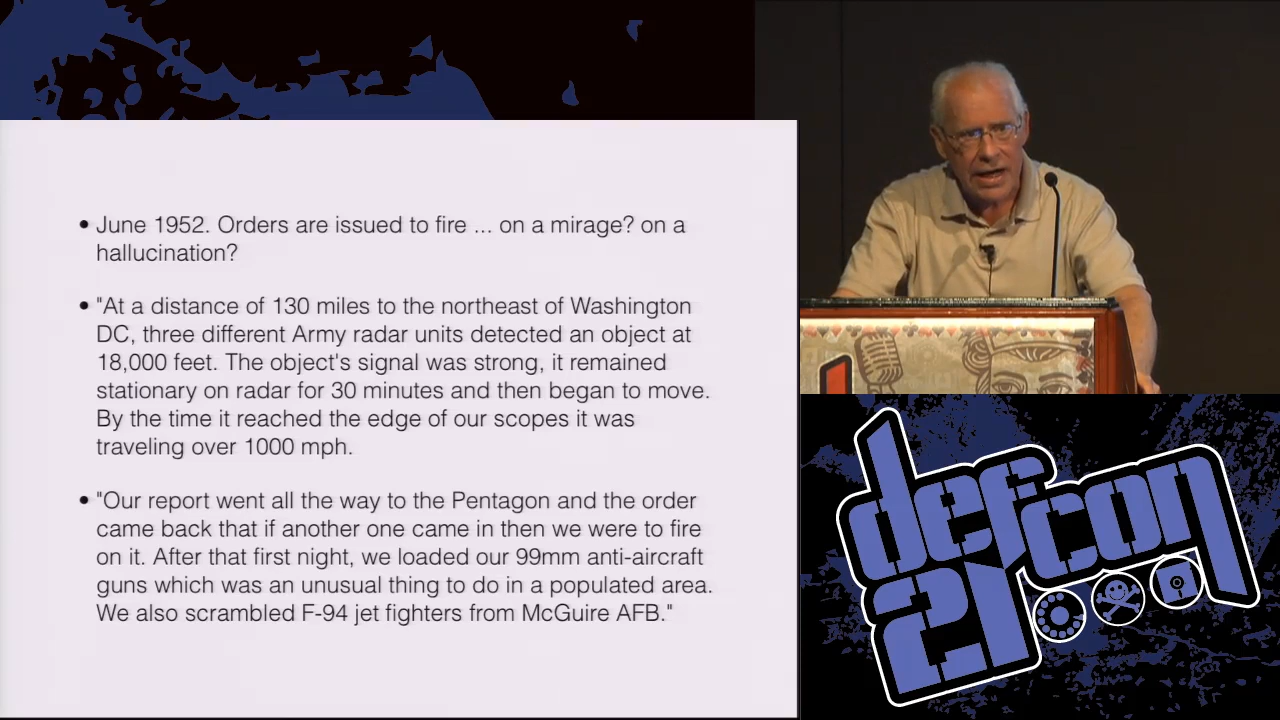 • June 1952. Orders are issued to fire ... on a mirage? on a
hallucination?
• "At a distance of 130 miles to the northeast of Washington
DC, three different Army radar units detected an object at
18,000 feet. The object's signal was strong, it remained
stationary on radar for 30 minutes and then began to move.
By the time it reached the edge of our scopes it was
traveling over 1000 mph.
• "Our report went all the way to the Pentagon and the order
came back that if another one came in then we were to fire
on it. After that first night, we loaded our 99mm anti-aircraft
guns which was an unusual thing to do in a populated area.
We also scrambled F-94 jet fighters from McGuire AFB."
defcon
21